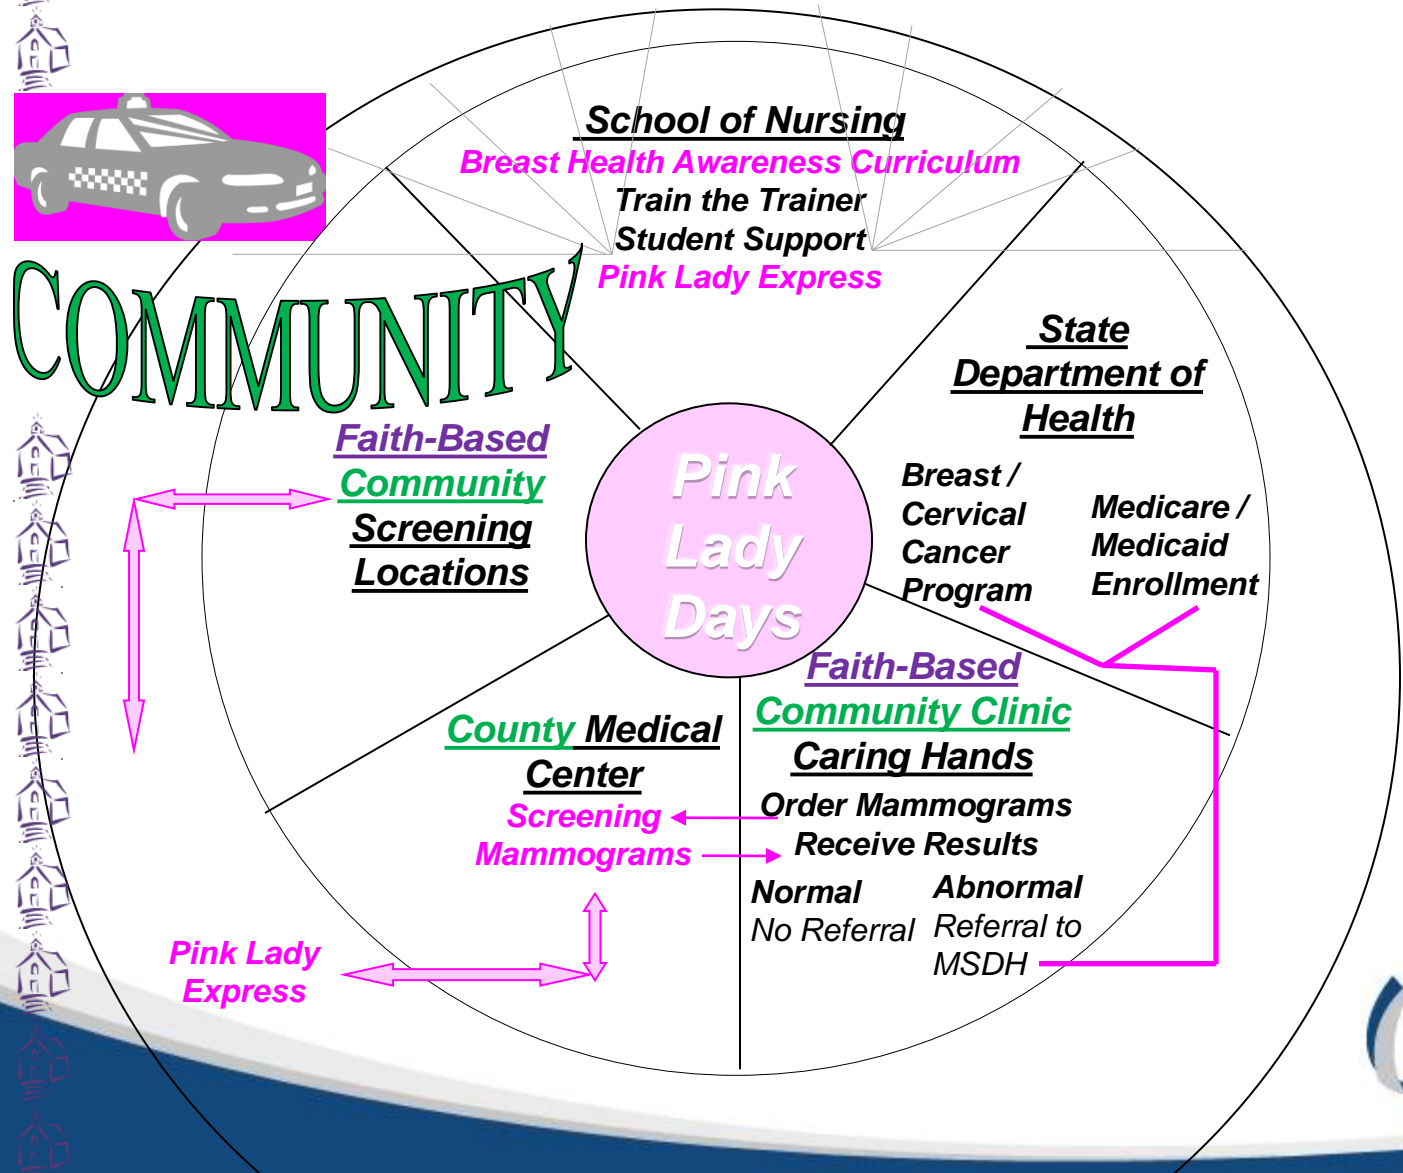 School of Nursing
Breast Health Awareness Curriculum
Train the Trainer
Student Support
Pink Lady Express
COMMUNITY
State
Department of
Health
Breast /
Cervical
Cancer
Program
Medicare /
Medicaid
Enrollment
Faith-Based
Community
Screening
Locations
Pink
Lady
Days
Faith-Based
Community Clinic
Caring Hands
Order Mammograms
Receive Results
Normal
No Referral
Abnormal
Referral to
MSDH
County Medical
Center
Screening
Mammograms
Pink Lady
Express